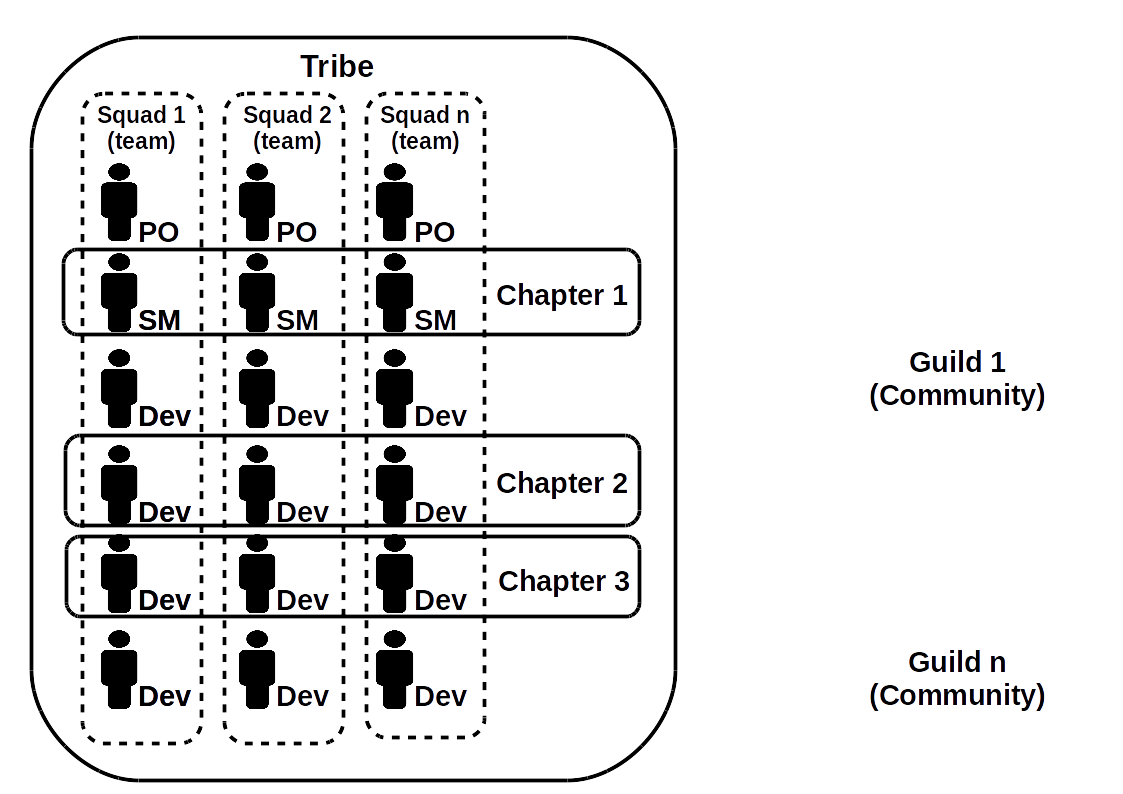 Tribe
Squad 1
(team)
Squad 2
(team)
Squad n
(team)
PO
PO
PO
SM
SM
SM
Chapter 1
Dev
Dev
Dev
Guild 1
(Community)
Dev
Dev
Dev
Chapter 2
Dev
Dev
Dev
Chapter 3
Dev
Dev
Dev
Guild n
(Community)